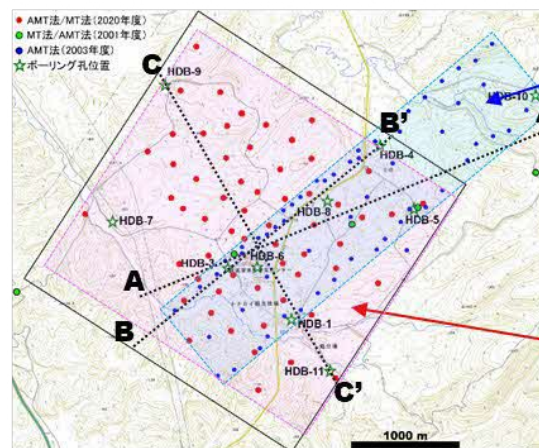 AMT法/MT法(2020年度)
MT法/AMT法(2001年度)
AMT法(2003年度)
ボーリング孔位置
C
HDB-9
HDB-10
B’
A
HDB-4
HDB-8
HDB-5
HDB-7
HDB-3
HDB-6
A
HDB-1
B
HDB-11
C’
1000 m